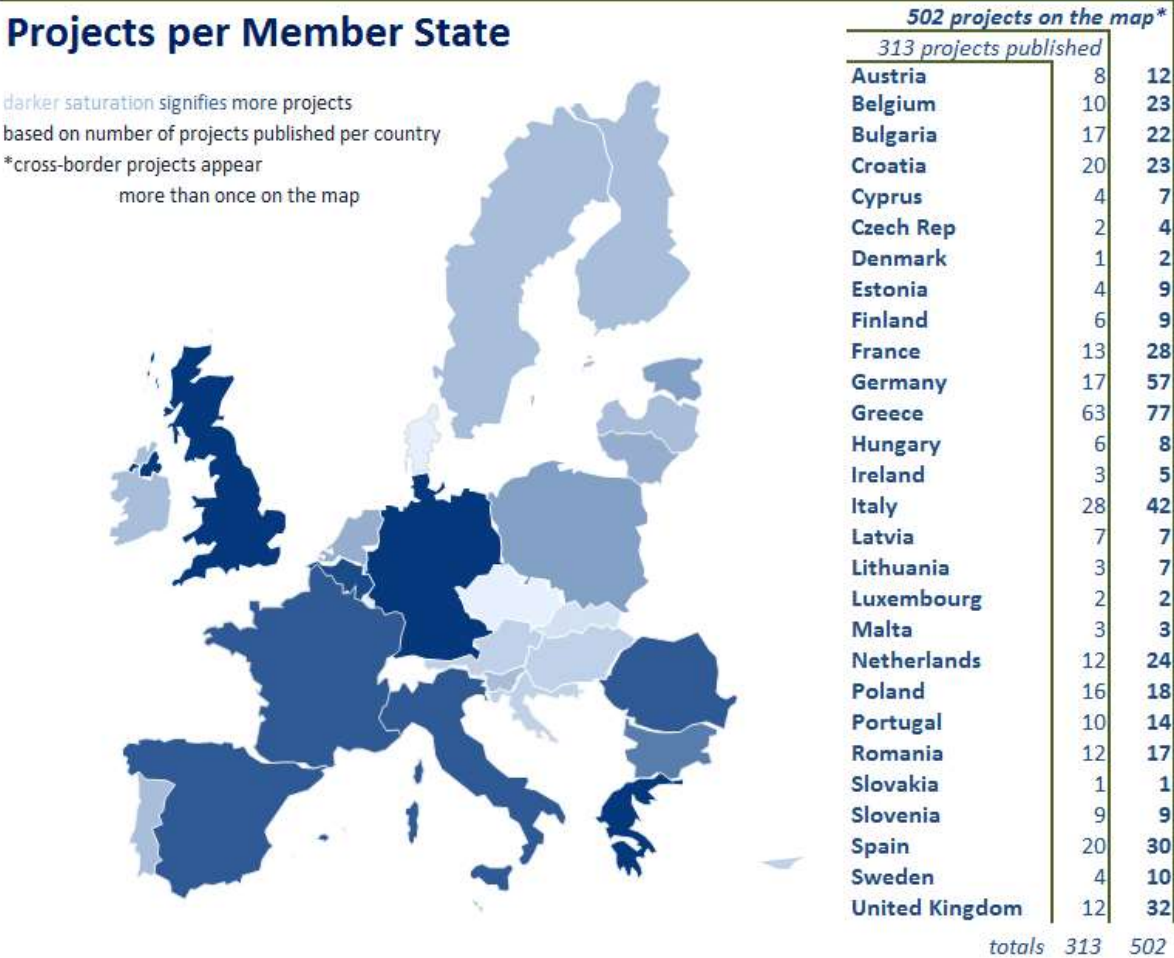 Projects per Member State
darker saturation signifies more projects
based on number of projects published per country
*cross-border projects appear
more than once on the map
502 projects on the map*
313 projects published
Austria 8 12
Belgium 10 23
Bulgaria 17 22
Croatia 20 23
Cyprus 4 7
Czech Rep 2 4
Denmark 1 2
Estonia 4 9
Finland 6 9
France 13 28
Germany 17 57
Greece 63 77
Hungary 6 8
Ireland 3 5
Italy 28 42
Latvia 7 7
Lithuania 3 7
Luxembourg 2 2
Malta 3 3
Netherlands 12 24
Poland 16 18
Portugal 10 14
Romania 12 17
Slovakia 1 1
Slovenia 9 9
Spain 20 30
Sweden 4 10
United Kingdom 12 32
totals 313 502